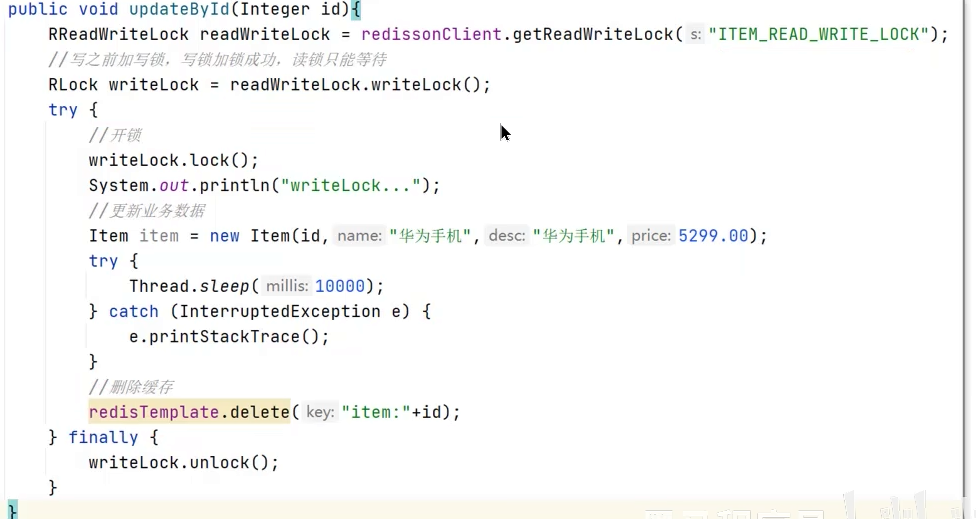 public void updateById(Integer id){
RReadWriteLock readWriteLock = redissonClient.getReadWriteLock( s: "ITEM_READ_WRITE_LOCK");
//写之前加写锁，写锁加锁成功，读锁只能等待
RLock writeLock = readWriteLock.writeLock();
try {
//开锁
writeLock.lock();
System.out.println("writeLock...");
//更新业务数据
Item item = new Item(id, name: "华为手机", desc: "华为手机", price: 5299.00);
try {
Thread.sleep( millis: 10000);
} catch (InterruptedException e) {
e.printStackTrace();
}
//删除缓存
redisTemplate.delete( key: "item:"+id);
} finally {
writeLock.unlock();
}
}